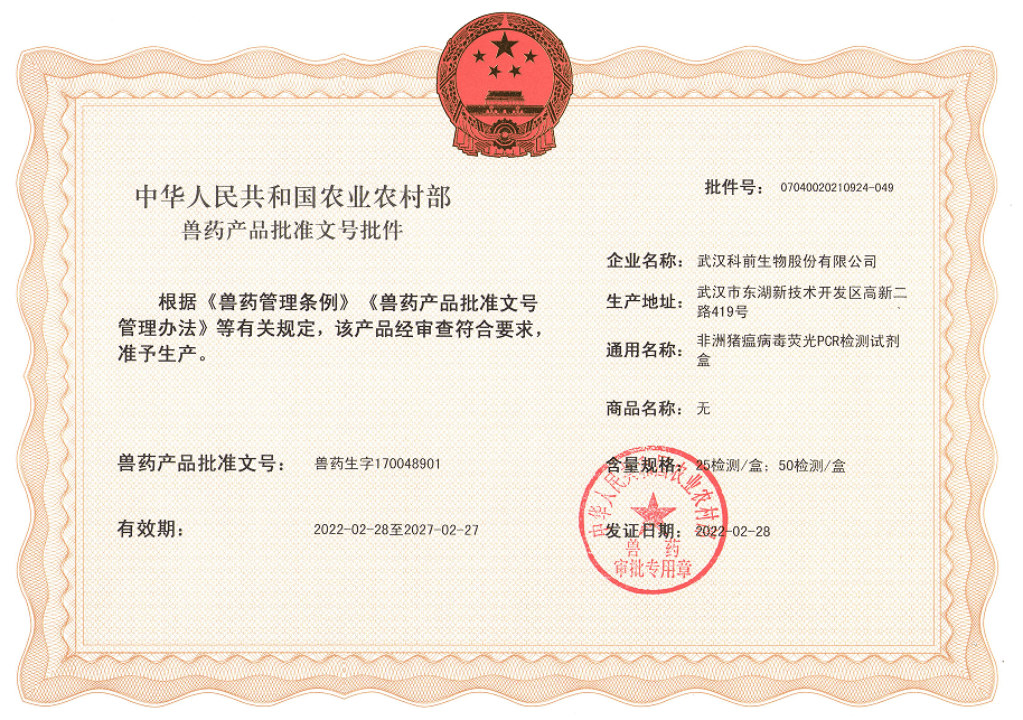 中华人民共和国农业农村部
兽药产品批准文号批件
批件号： 07040020210924-049
根据《兽药管理条例》《兽药产品批准文号
管理办法》等有关规定，该产品经审查符合要求，
准予生产。
企业名称： 武汉科前生物股份有限公司
生产地址： 武汉市东湖新技术开发区高新二
路419号
通用名称： 非洲猪瘟病毒荧光PCR检测试剂
盒
商品名称： 无
兽药产品批准文号： 兽药生字170048901
含量规格： 25检测/盒；50检测/盒
有效期： 2022-02-28至2027-02-27
发证日期： 2022-02-28
中华人民共和国农业农村部
兽药
审批专用章